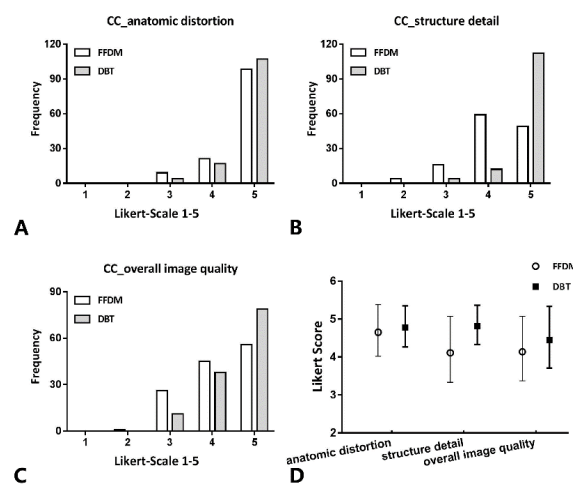 CC_anatomic distortion
120
90
60
30
0
Frequency
FFDM
DBT
1 2 3 4 5
Likert-Scale 1-5
A
CC_structure detail
120
90
60
30
0
Frequency
FFDM
DBT
1 2 3 4 5
Likert-Scale 1-5
B
CC_overall image quality
90
60
30
0
Frequency
FFDM
DBT
1 2 3 4 5
Likert-Scale 1-5
C
FFDM
DBT
6
5
4
3
2
Likert Score
anatomic distortion
structure detail
overall image quality
D